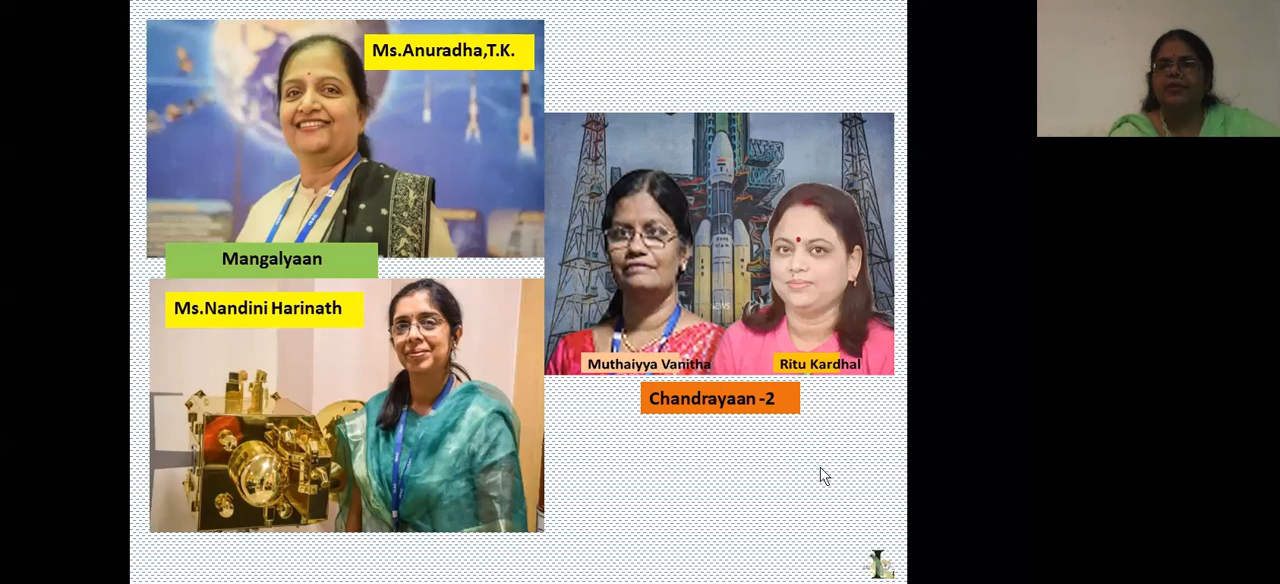 Ms.Anuradha,T.K.
Mangalyaan
Ms.Nandini Harinath
Muthaiyya Vanitha
Ritu Kardhal
Chandrayaan -2